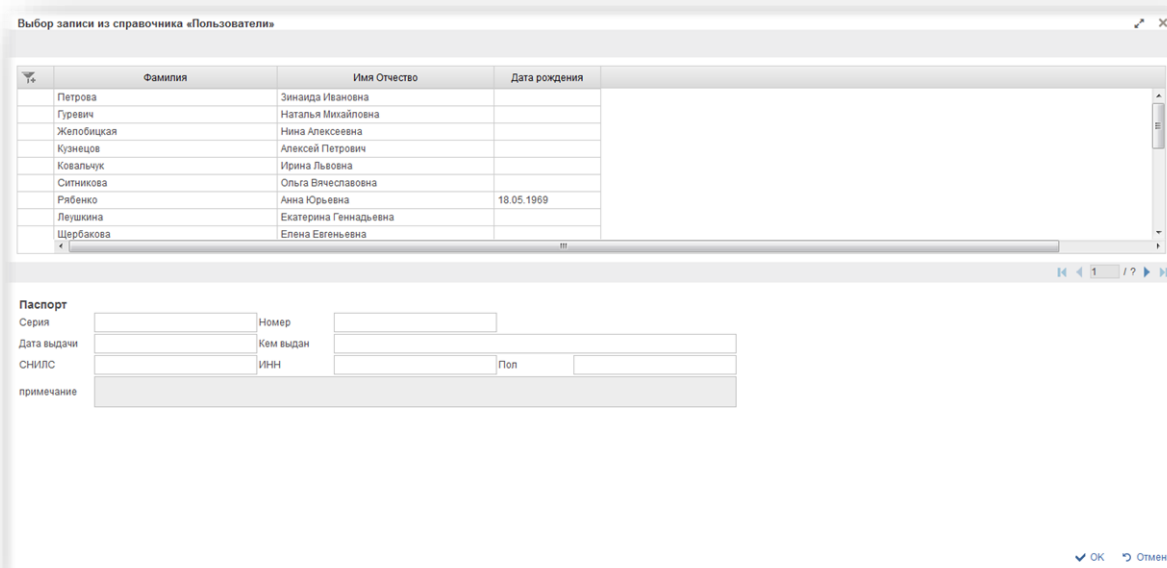 Выбор записи из справочника «Пользователи»
Фамилия Имя Отчество Дата рождения
Петрова Зинаида Ивановна
Гуревич Наталья Михайловна
Желобицкая Нина Алексеевна
Кузнецов Алексей Петрович
Ковальчук Ирина Львовна
Ситникова Ольга Вячеславовна
Рябенко Анна Юрьевна 18.05.1969
Леушкина Екатерина Геннадьевна
Щербакова Елена Евгеньевна
1 / ?
Паспорт
Серия Номер
Дата выдачи Кем выдан
СНИЛС ИНН Пол
примечание
OK Отмен